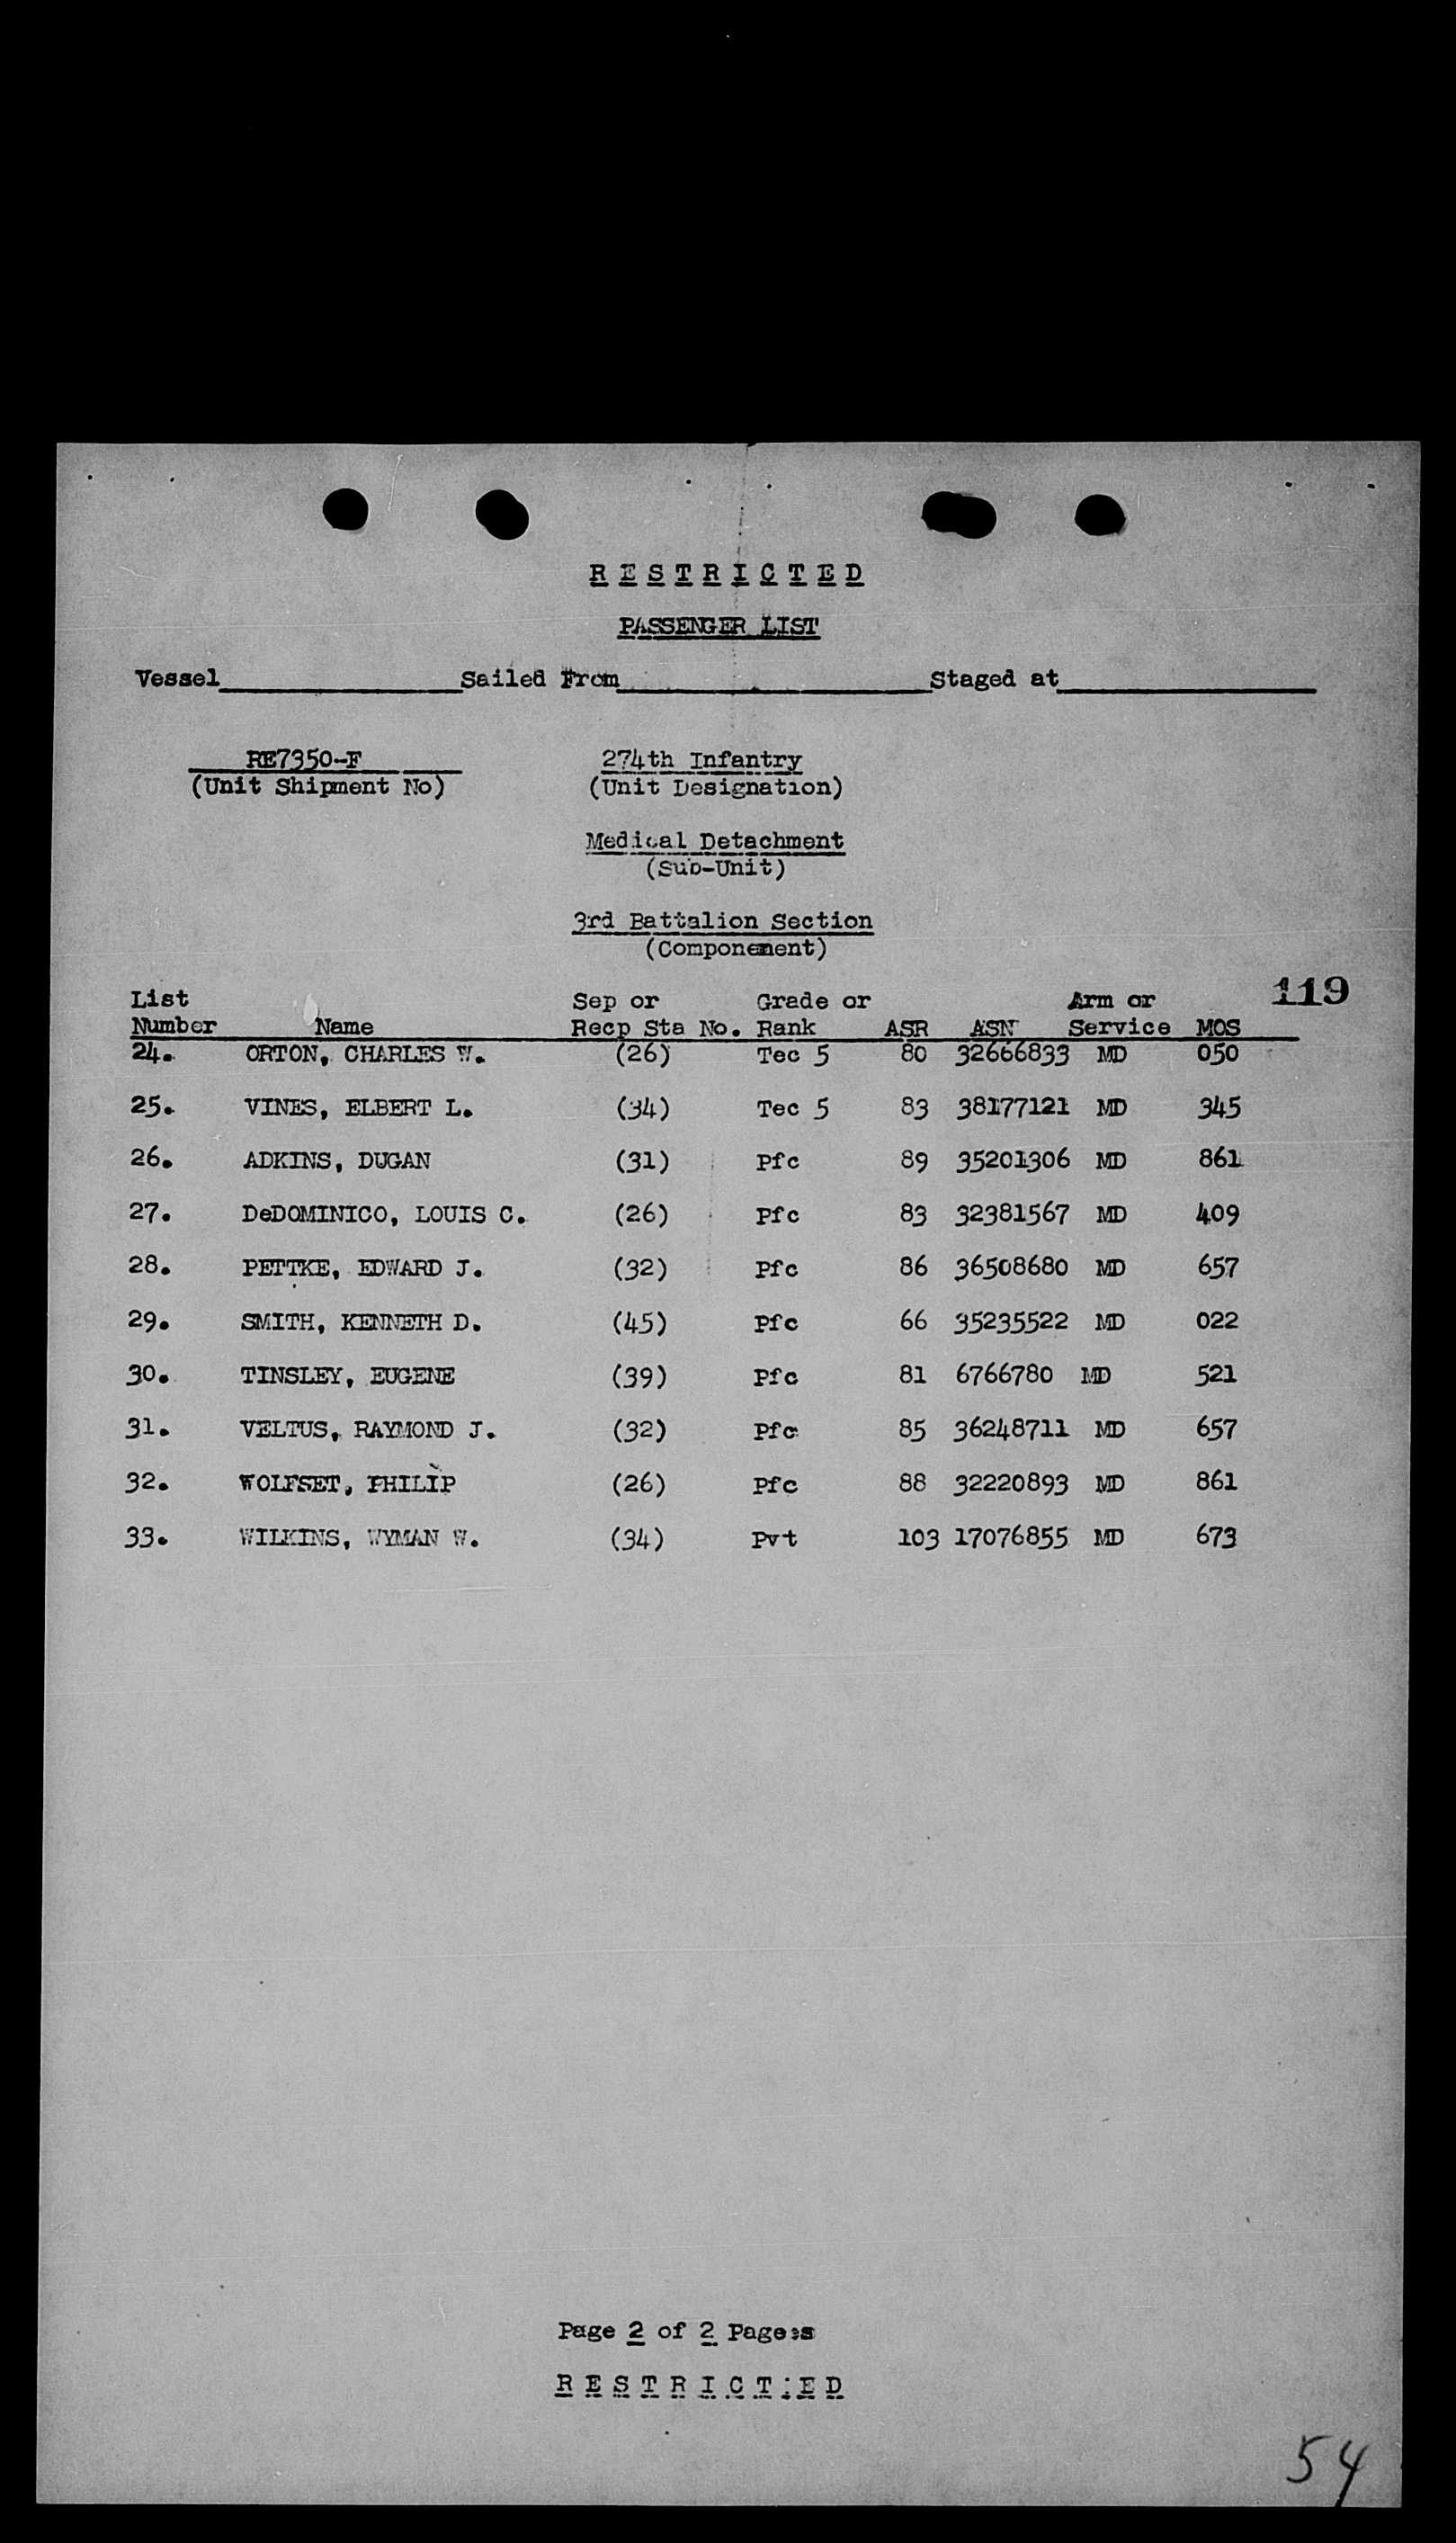 RESTRICTED
PASSENGER LIST
Vessel Sailed From Staged at
RE7350-F 274th Infantry
(Unit Shipment No) (Unit Designation)
Medical Detachment
(Sub-Unit)
3rd Battalion Section
(Componement)
119
List Sep or Grade or Arm or
Number Name Recp Sta No. Rank ASR ASN Service MOS
24. ORTON, CHARLES W. (26) Tec 5 80 32666833 MD 050
25. VINES, ELBERT L. (34) Tec 5 83 38177121 MD 345
26. ADKINS, DUGAN (31) Pfc 89 35201306 MD 861
27. DeDOMINICO, LOUIS C. (26) Pfc 83 32381567 MD 409
28. PETTKE, EDWARD J. (32) Pfc 86 36508680 MD 657
29. SMITH, KENNETH D. (45) Pfc 66 35235522 MD 022
30. TINSLEY, EUGENE (39) Pfc 81 6766780 MD 521
31. VELTUS, RAYMOND J. (32) Pfc 85 36248711 MD 657
32. WOLFSET, PHILIP (26) Pfc 88 32220893 MD 861
33. WILKINS, WYMAN W. (34) Pvt 103 17076855 MD 673
Page 2 of 2 Pages
RESTRICTED
54